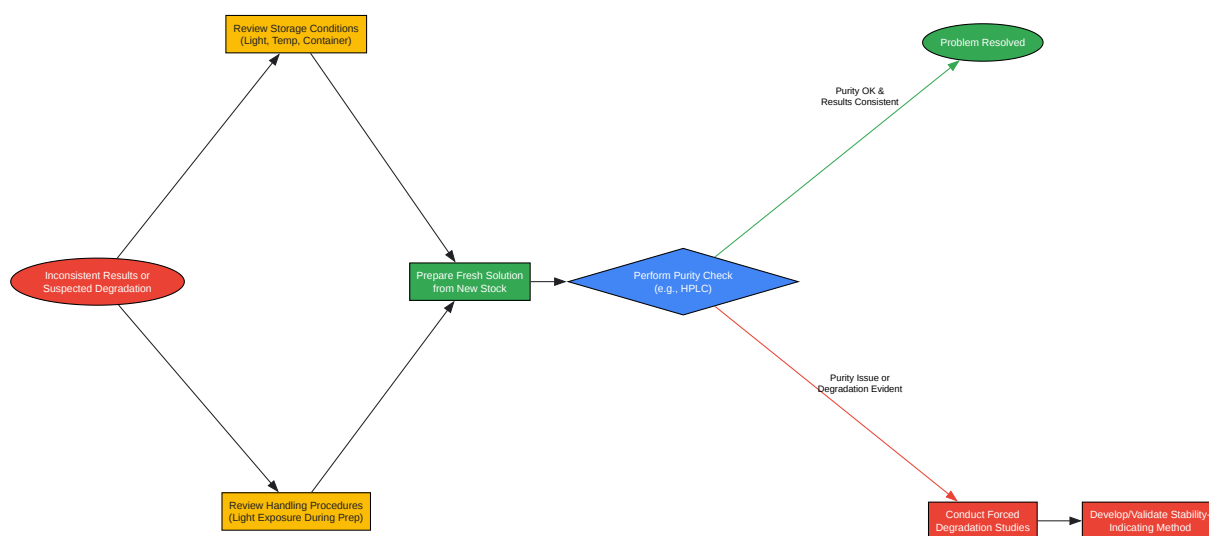 Review Storage Conditions
(Light, Temp, Container)
Problem Resolved
Purity OK &
Results Consistent
Inconsistent Results or
Suspected Degradation
Prepare Fresh Solution
from New Stock
Perform Purity Check
(e.g., HPLC)
Purity Issue or
Degradation Evident
Review Handling Procedures
(Light Exposure During Prep)
Conduct Forced
Degradation Studies
Develop/Validate Stability-
Indicating Method